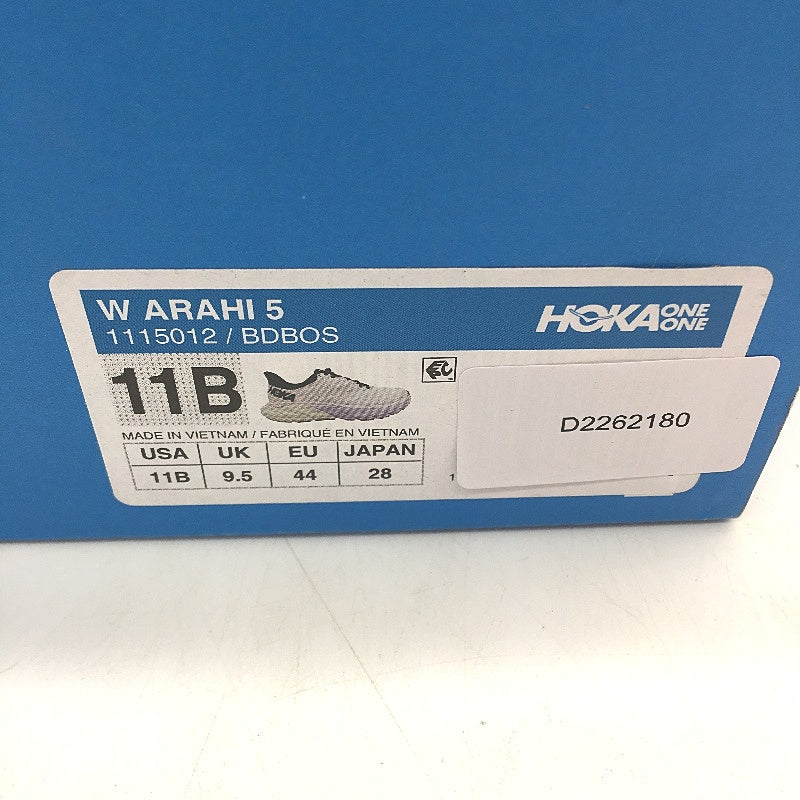 W ARAHI 5
1115012 / BDBOS
HOKA ONE ONE
11B
HOKA
MADE IN VIETNAM / FABRIQUÉ EN VIETNAM
USA UK EU JAPAN
11B 9.5 44 28
D2262180